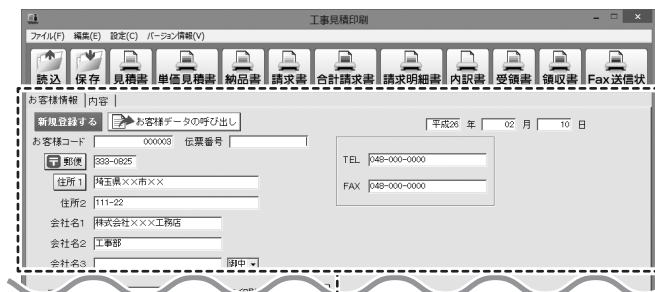 工事見積印刷
ファイル(F) 編集(E) 設定(C) バージョン情報(V)
読込 保存 見積書 単価見積書 納品書 請求書 合計請求書 請求明細書 内訳書 受領書 領収書 Fax送信状
お客様情報 内容
新規登録する お客様データの呼び出し 平成26 年 02 月 10 日
お客様コード 000003 伝票番号
〒郵便 333-0825 TEL 048-000-0000
住所1 埼玉県××市××
FAX 048-000-0000
住所2 111-22
会社名1 株式会社×××工務店
会社名2 工事部
会社名3 御中